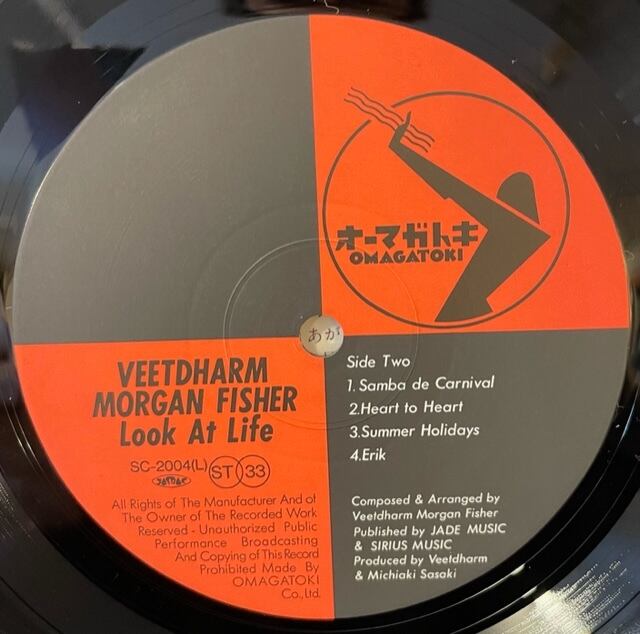 オーマガトキ
OMAGATOKI
あが
VEETDHARM
MORGAN FISHER
Look At Life
SC-2004(L) ST 33
All Rights of The Manufacturer And of
The Owner of The Recorded Work
Reserved - Unauthorized Public
Performance Broadcasting
And Copying of This Record
Prohibited Made By
OMAGATOKI
Co., Ltd.
Side Two
1. Samba de Carnival
2.Heart to Heart
3.Summer Holidays
4.Erik
Composed & Arranged by
Veetdharm Morgan Fisher
Published by JADE MUSIC
& SIRIUS MUSIC
Produced by Veetdharm
& Michiaki Sasaki